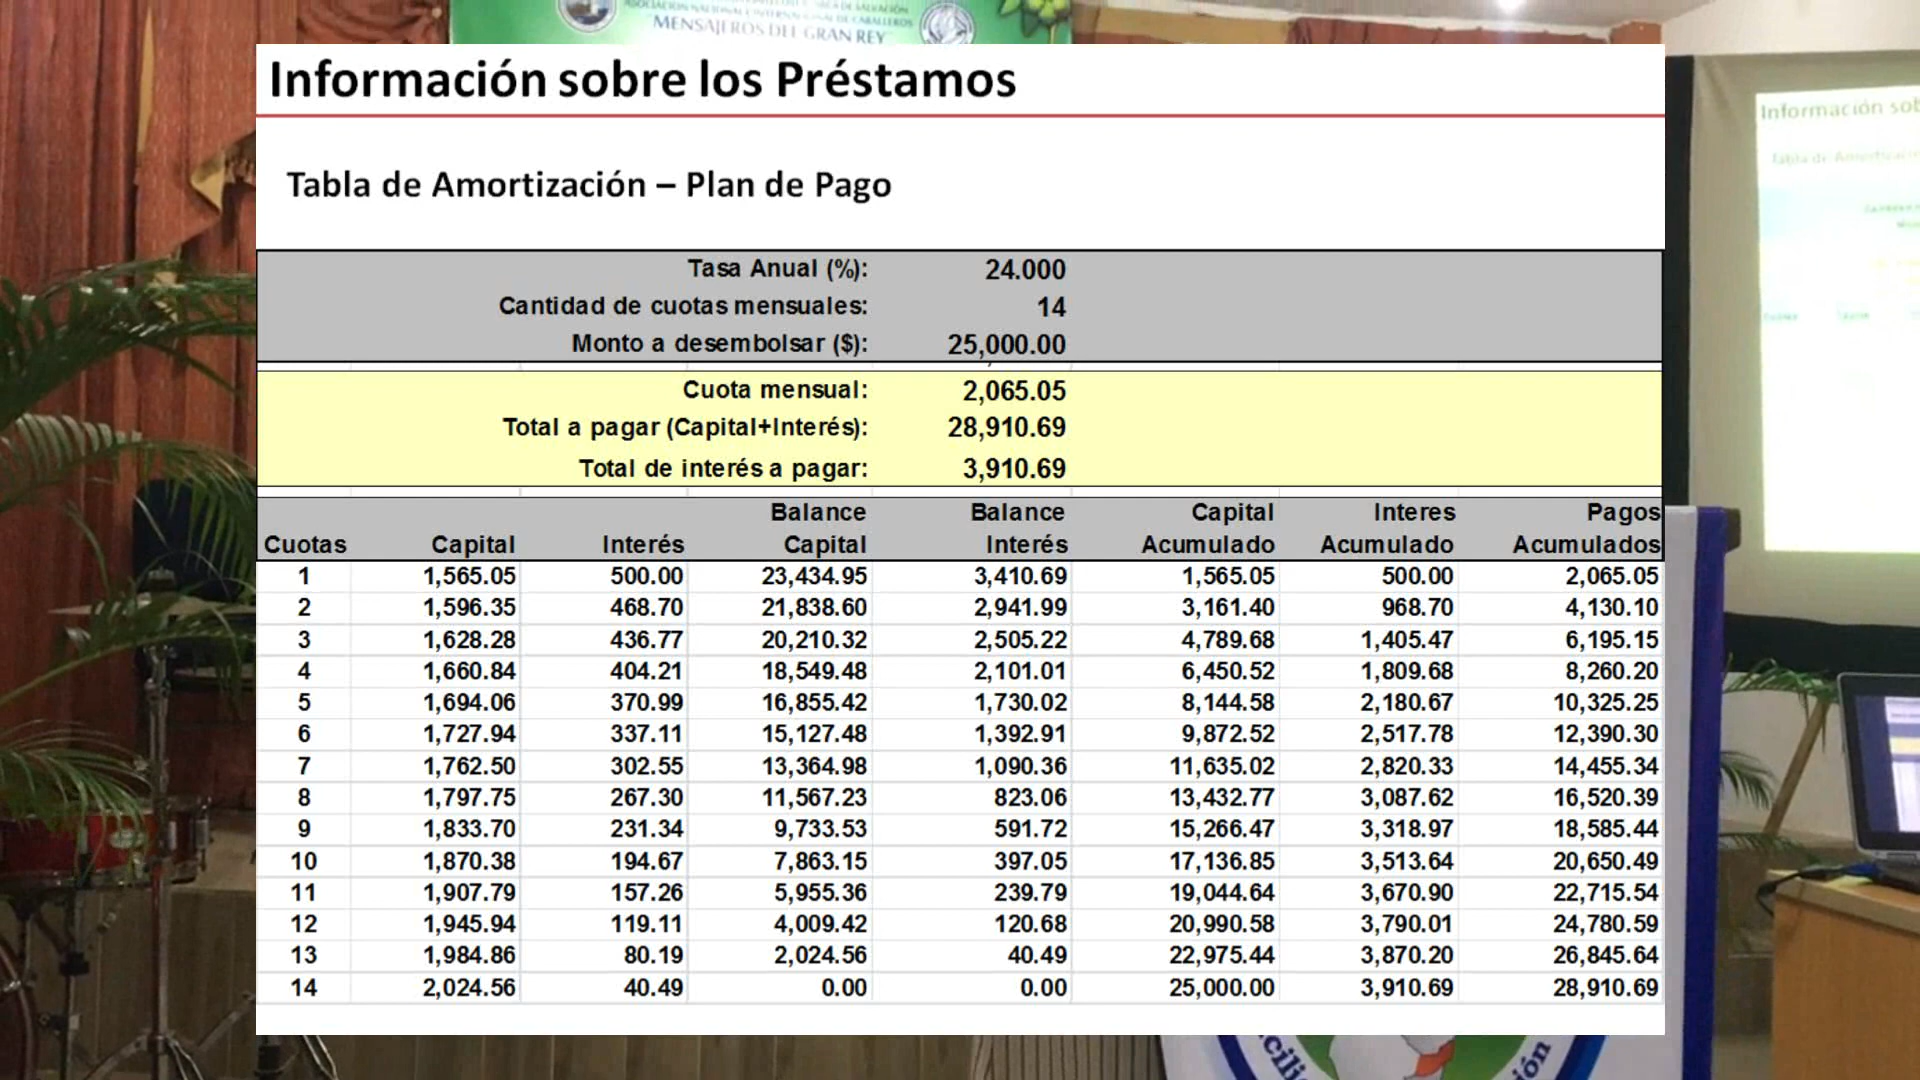 ASOCIACION NACIONAL E INTERNACIONAL DE CABALLEROS
"MENSAJEROS DEL GRAN REY"
Información sobre los Préstamos
Tabla de Amortización – Plan de Pago
Tasa Anual (%): 24.000
Cantidad de cuotas mensuales: 14
Monto a desembolsar ($): 25,000.00
Cuota mensual: 2,065.05
Total a pagar (Capital+Interés): 28,910.69
Total de interés a pagar: 3,910.69
Balance Balance Capital Interes Pagos
Cuotas Capital Interés Capital Interés Acumulado Acumulado Acumulados
1 1,565.05 500.00 23,434.95 3,410.69 1,565.05 500.00 2,065.05
2 1,596.35 468.70 21,838.60 2,941.99 3,161.40 968.70 4,130.10
3 1,628.28 436.77 20,210.32 2,505.22 4,789.68 1,405.47 6,195.15
4 1,660.84 404.21 18,549.48 2,101.01 6,450.52 1,809.68 8,260.20
5 1,694.06 370.99 16,855.42 1,730.02 8,144.58 2,180.67 10,325.25
6 1,727.94 337.11 15,127.48 1,392.91 9,872.52 2,517.78 12,390.30
7 1,762.50 302.55 13,364.98 1,090.36 11,635.02 2,820.33 14,455.34
8 1,797.75 267.30 11,567.23 823.06 13,432.77 3,087.62 16,520.39
9 1,833.70 231.34 9,733.53 591.72 15,266.47 3,318.97 18,585.44
10 1,870.38 194.67 7,863.15 397.05 17,136.85 3,513.64 20,650.49
11 1,907.79 157.26 5,955.36 239.79 19,044.64 3,670.90 22,715.54
12 1,945.94 119.11 4,009.42 120.68 20,990.58 3,790.01 24,780.59
13 1,984.86 80.19 2,024.56 40.49 22,975.44 3,870.20 26,845.64
14 2,024.56 40.49 0.00 0.00 25,000.00 3,910.69 28,910.69
Información sob
Tabla de Amortización